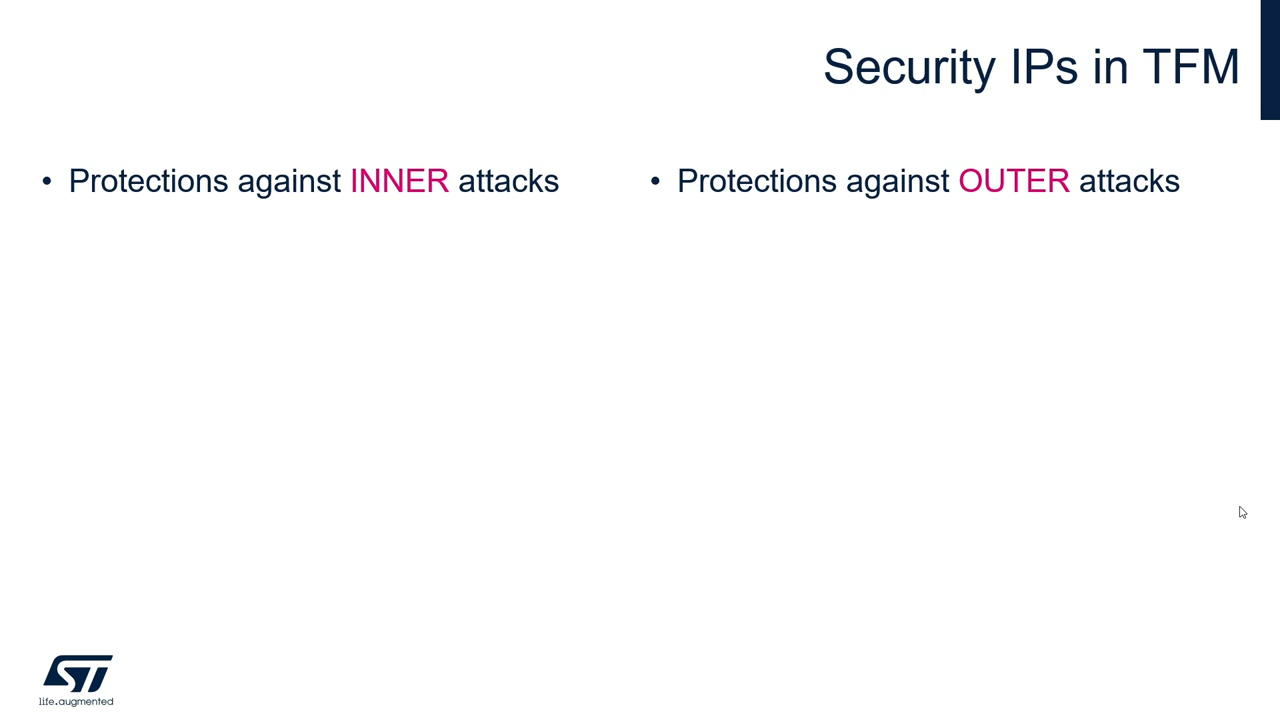 Security IPs in TFM
• Protections against INNER attacks
• Protections against OUTER attacks
ST
life.augmented